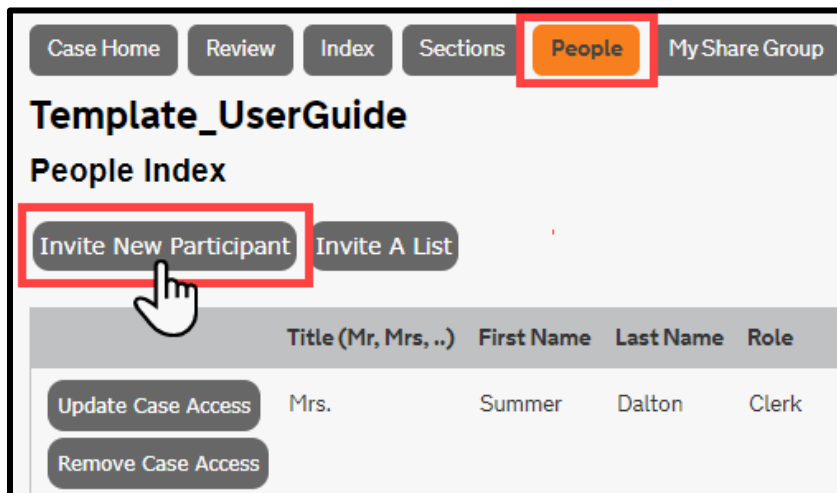 Case Home Review Index Sections People My Share Group
Template_UserGuide
People Index
Invite New Participant Invite A List
Title (Mr, Mrs, ..) First Name Last Name Role
Update Case Access Mrs. Summer Dalton Clerk
Remove Case Access